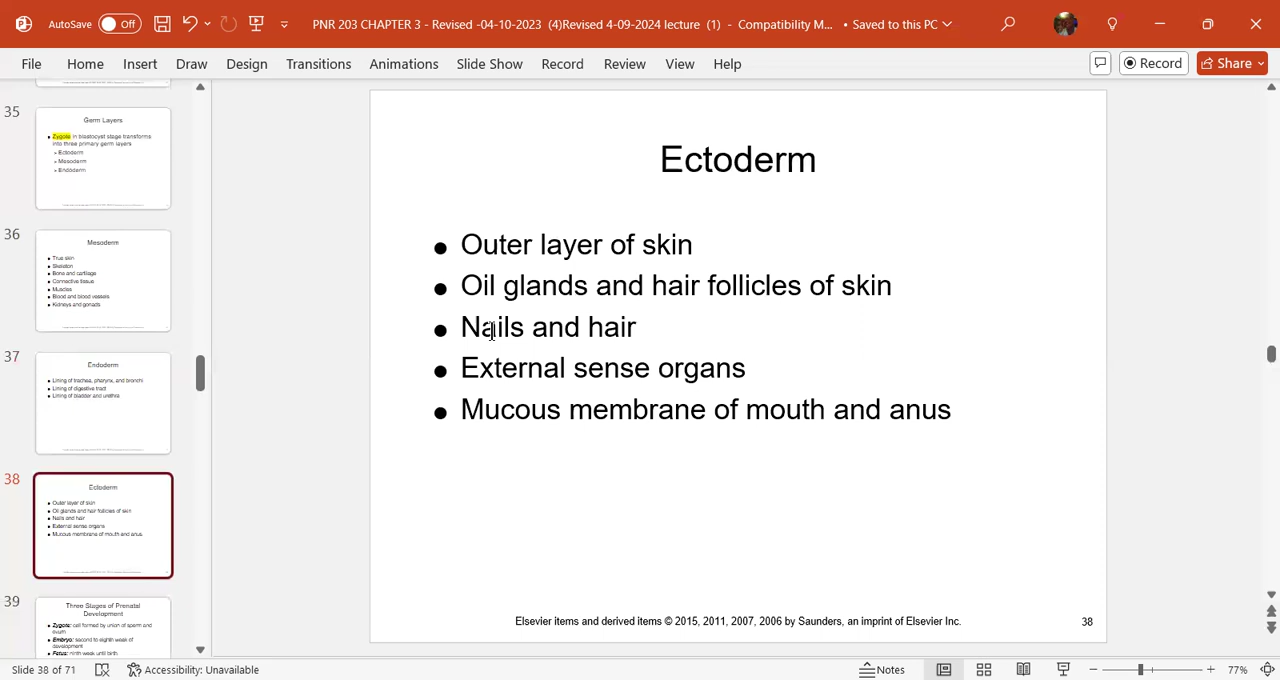 AutoSave Off PNR 203 CHAPTER 3 - Revised -04-10-2023 (4)Revised 4-09-2024 lecture (1) - Compatibility M... • Saved to this PC
File Home Insert Draw Design Transitions Animations Slide Show Record Review View Help Record Share
35
Germ Layers
• Zygote in blastocyst stage transforms
into three primary germ layers
Ectoderm
Mesoderm
Endoderm
36
Mesoderm
• True skin
• Skeleton
• Bone and cartilage
• Connective tissue
• Muscles
• Blood and blood vessels
• Kidneys and gonads
37
Endoderm
• Lining of trachea, pharynx, and bronchi
• Lining of digestive tract
• Lining of bladder and urethra
38
Ectoderm
• Outer layer of skin
• Oil glands and hair follicles of skin
• Nails and hair
• External sense organs
• Mucous membrane of mouth and anus
39
Three Stages of Prenatal
Development
• Zygote: cell formed by union of sperm and
ovum
• Embryo: second to eighth week of
development
• Fetus: ninth week until birth
Ectoderm
• Outer layer of skin
• Oil glands and hair follicles of skin
• Nails and hair
• External sense organs
• Mucous membrane of mouth and anus
Elsevier items and derived items © 2015, 2011, 2007, 2006 by Saunders, an imprint of Elsevier Inc. 38
Slide 38 of 71 Accessibility: Unavailable Notes 77%